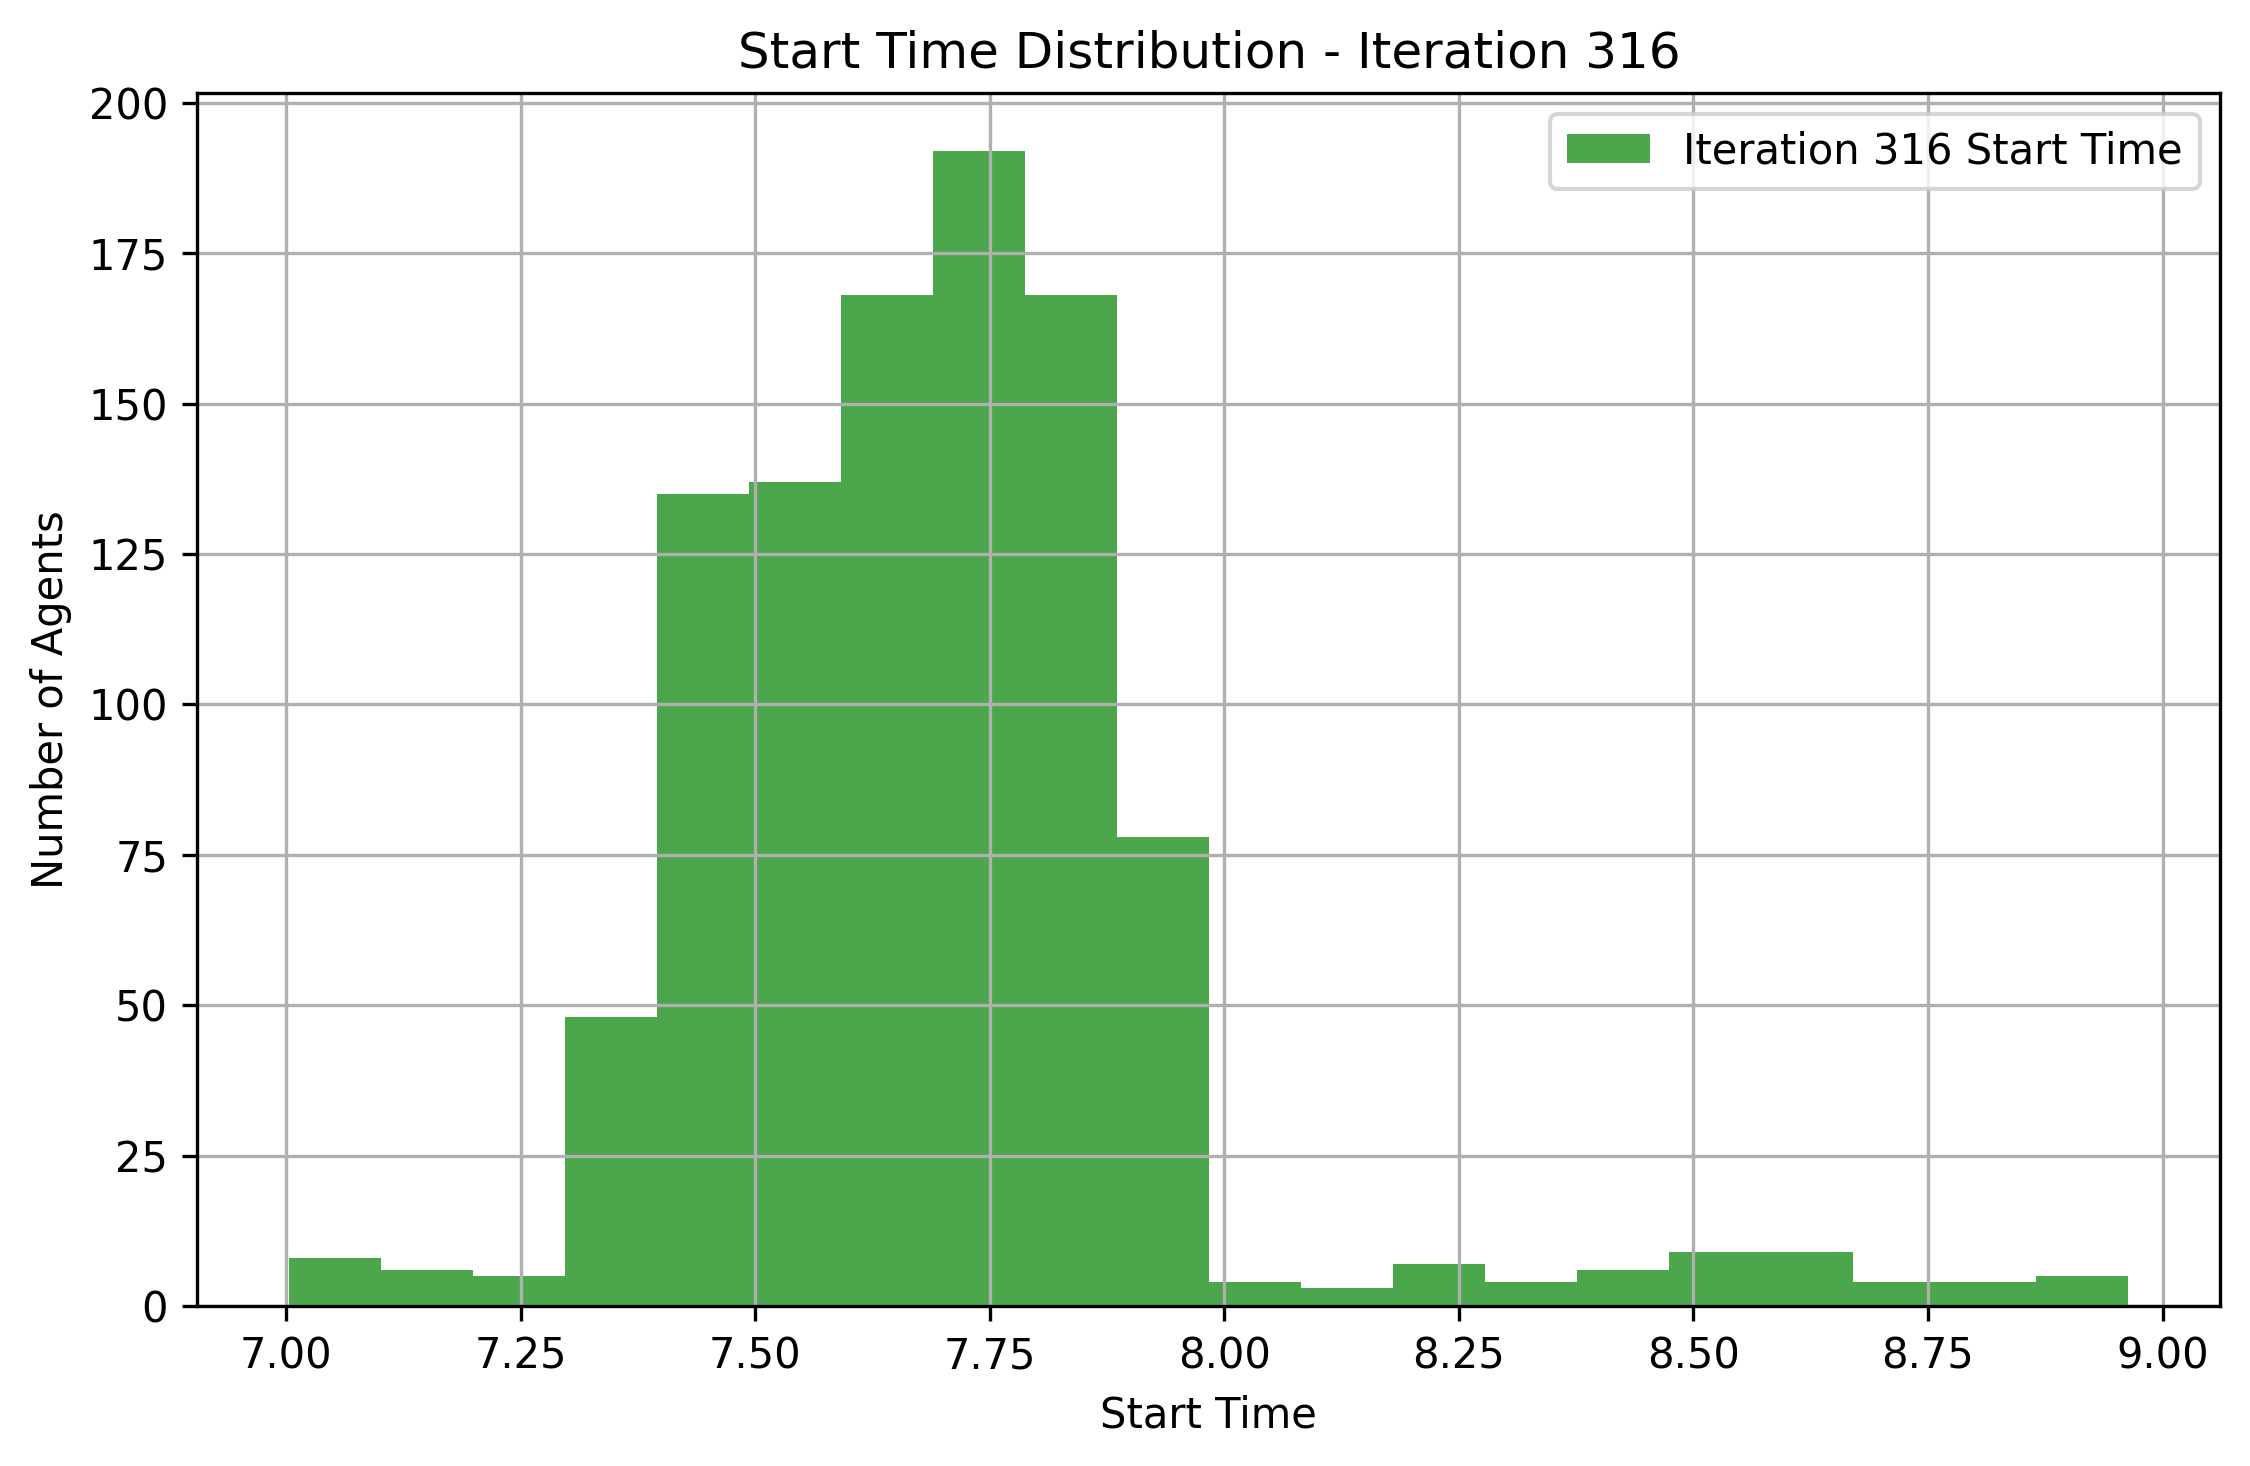 Start Time Distribution - Iteration 316
Iteration 316 Start Time
Number of Agents
200
175
150
125
100
75
50
25
0
7.00 7.25 7.50 7.75 8.00 8.25 8.50 8.75 9.00
Start Time